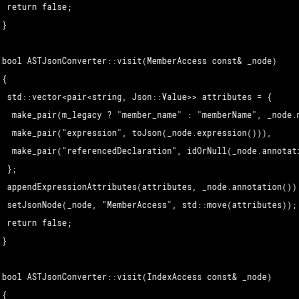 return false;
}
bool ASTJsonConverter::visit(MemberAccess const& _node)
{
std::vector<pair<string, Json::Value>> attributes = {
make_pair(m_legacy ? "member_name" : "memberName", _node.
make_pair("expression", toJson(_node.expression())),
make_pair("referencedDeclaration", idOrNull(_node.annotat
};
appendExpressionAttributes(attributes, _node.annotation())
setJsonNode(_node, "MemberAccess", std::move(attributes));
return false;
}
bool ASTJsonConverter::visit(IndexAccess const& _node)
{